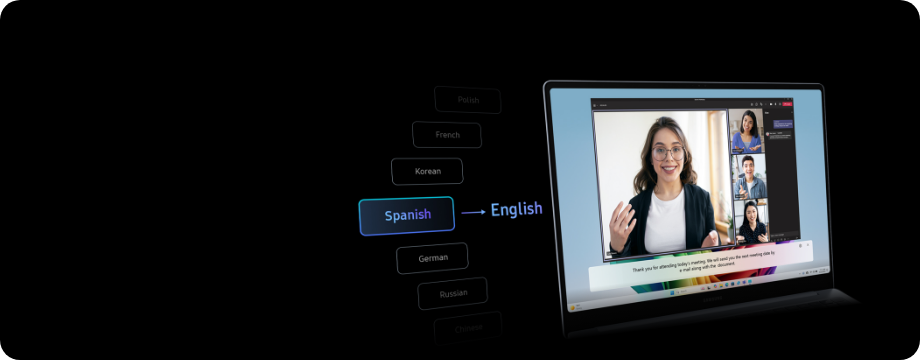 Polish
French
Korean
Spanish
English
German
Russian
Chinese
Thank you for attending today's meeting. We will send you the next meeting date by
e-mail along with the document.